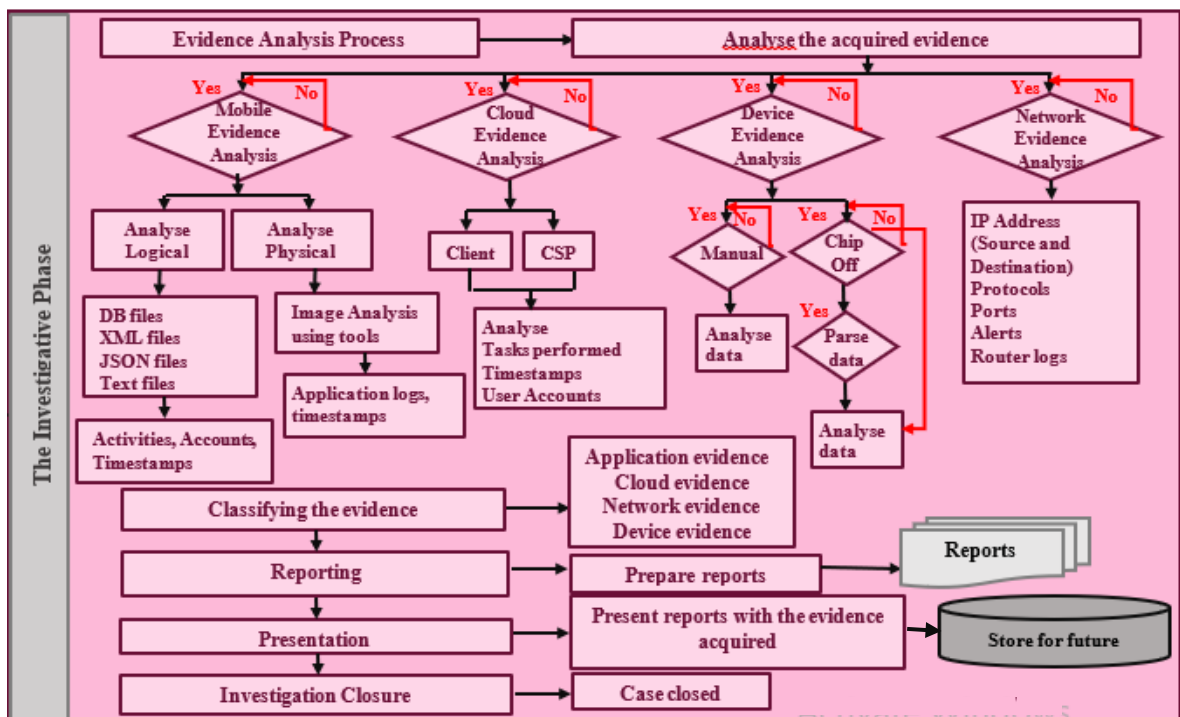 The Investigative Phase
Evidence Analysis Process
Analyse the acquired evidence
Yes
No
Mobile
Evidence
Analysis
Yes
No
Cloud
Evidence
Analysis
Yes
No
Device
Evidence
Analysis
Yes
No
Network
Evidence
Analysis
Analyse
Logical
Analyse
Physical
Client
CSP
Yes
No
Manual
Yes
No
Chip
Off
IP Address
(Source and
Destination)
Protocols
Ports
Alerts
Router logs
DB files
XML files
JSON files
Text files
Image Analysis
using tools
Analyse
Tasks performed
Timestamps
User Accounts
Analyse
data
Yes
Parse
data
Application logs,
timestamps
Activities, Accounts,
Timestamps
Analyse
data
Classifying the evidence
Application evidence
Cloud evidence
Network evidence
Device evidence
Reporting
Prepare reports
Reports
Presentation
Present reports with the evidence
acquired
Store for future
Investigation Closure
Case closed